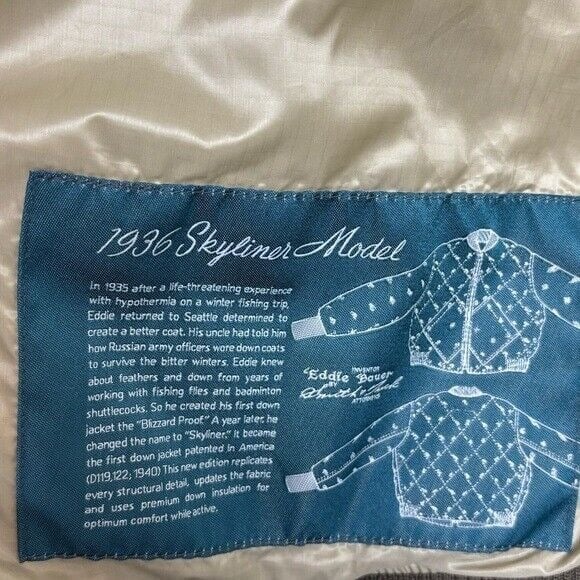 1936 Skyliner Model
In 1935 after a life-threatening experience
with hypothermia on a winter fishing trip,
Eddie returned to Seattle determined to
create a better coat. His uncle had told him
how Russian army officers wore down coats
to survive the bitter winters. Eddie knew
about feathers and down from years of
working with fishing flies and badminton
shuttlecocks. So he created his first down
jacket the "Blizzard Proof." A year later, he
changed the name to "Skyliner." It became
the first down jacket patented in America
(D119,122; 1940) This new edition replicates
every structural detail, updates the fabric
and uses premium down insulation for
optimum comfort while active.
INVENTOR
"Eddie Bauer
BY
ATTORNEYS